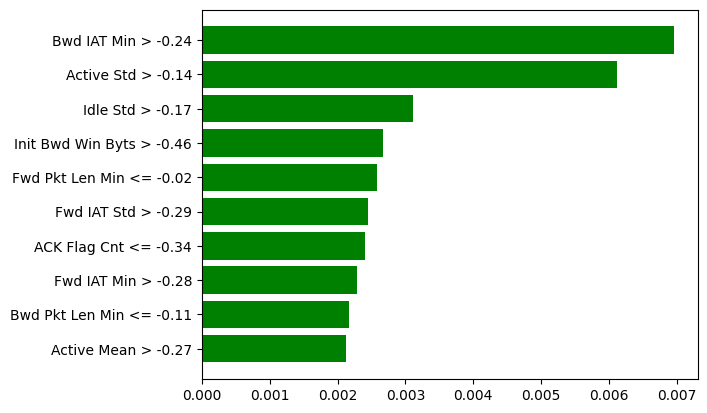 Bwd IAT Min > -0.24
Active Std > -0.14
Idle Std > -0.17
Init Bwd Win Byts > -0.46
Fwd Pkt Len Min <= -0.02
Fwd IAT Std > -0.29
ACK Flag Cnt <= -0.34
Fwd IAT Min > -0.28
Bwd Pkt Len Min <= -0.11
Active Mean > -0.27
0.000 0.001 0.002 0.003 0.004 0.005 0.006 0.007